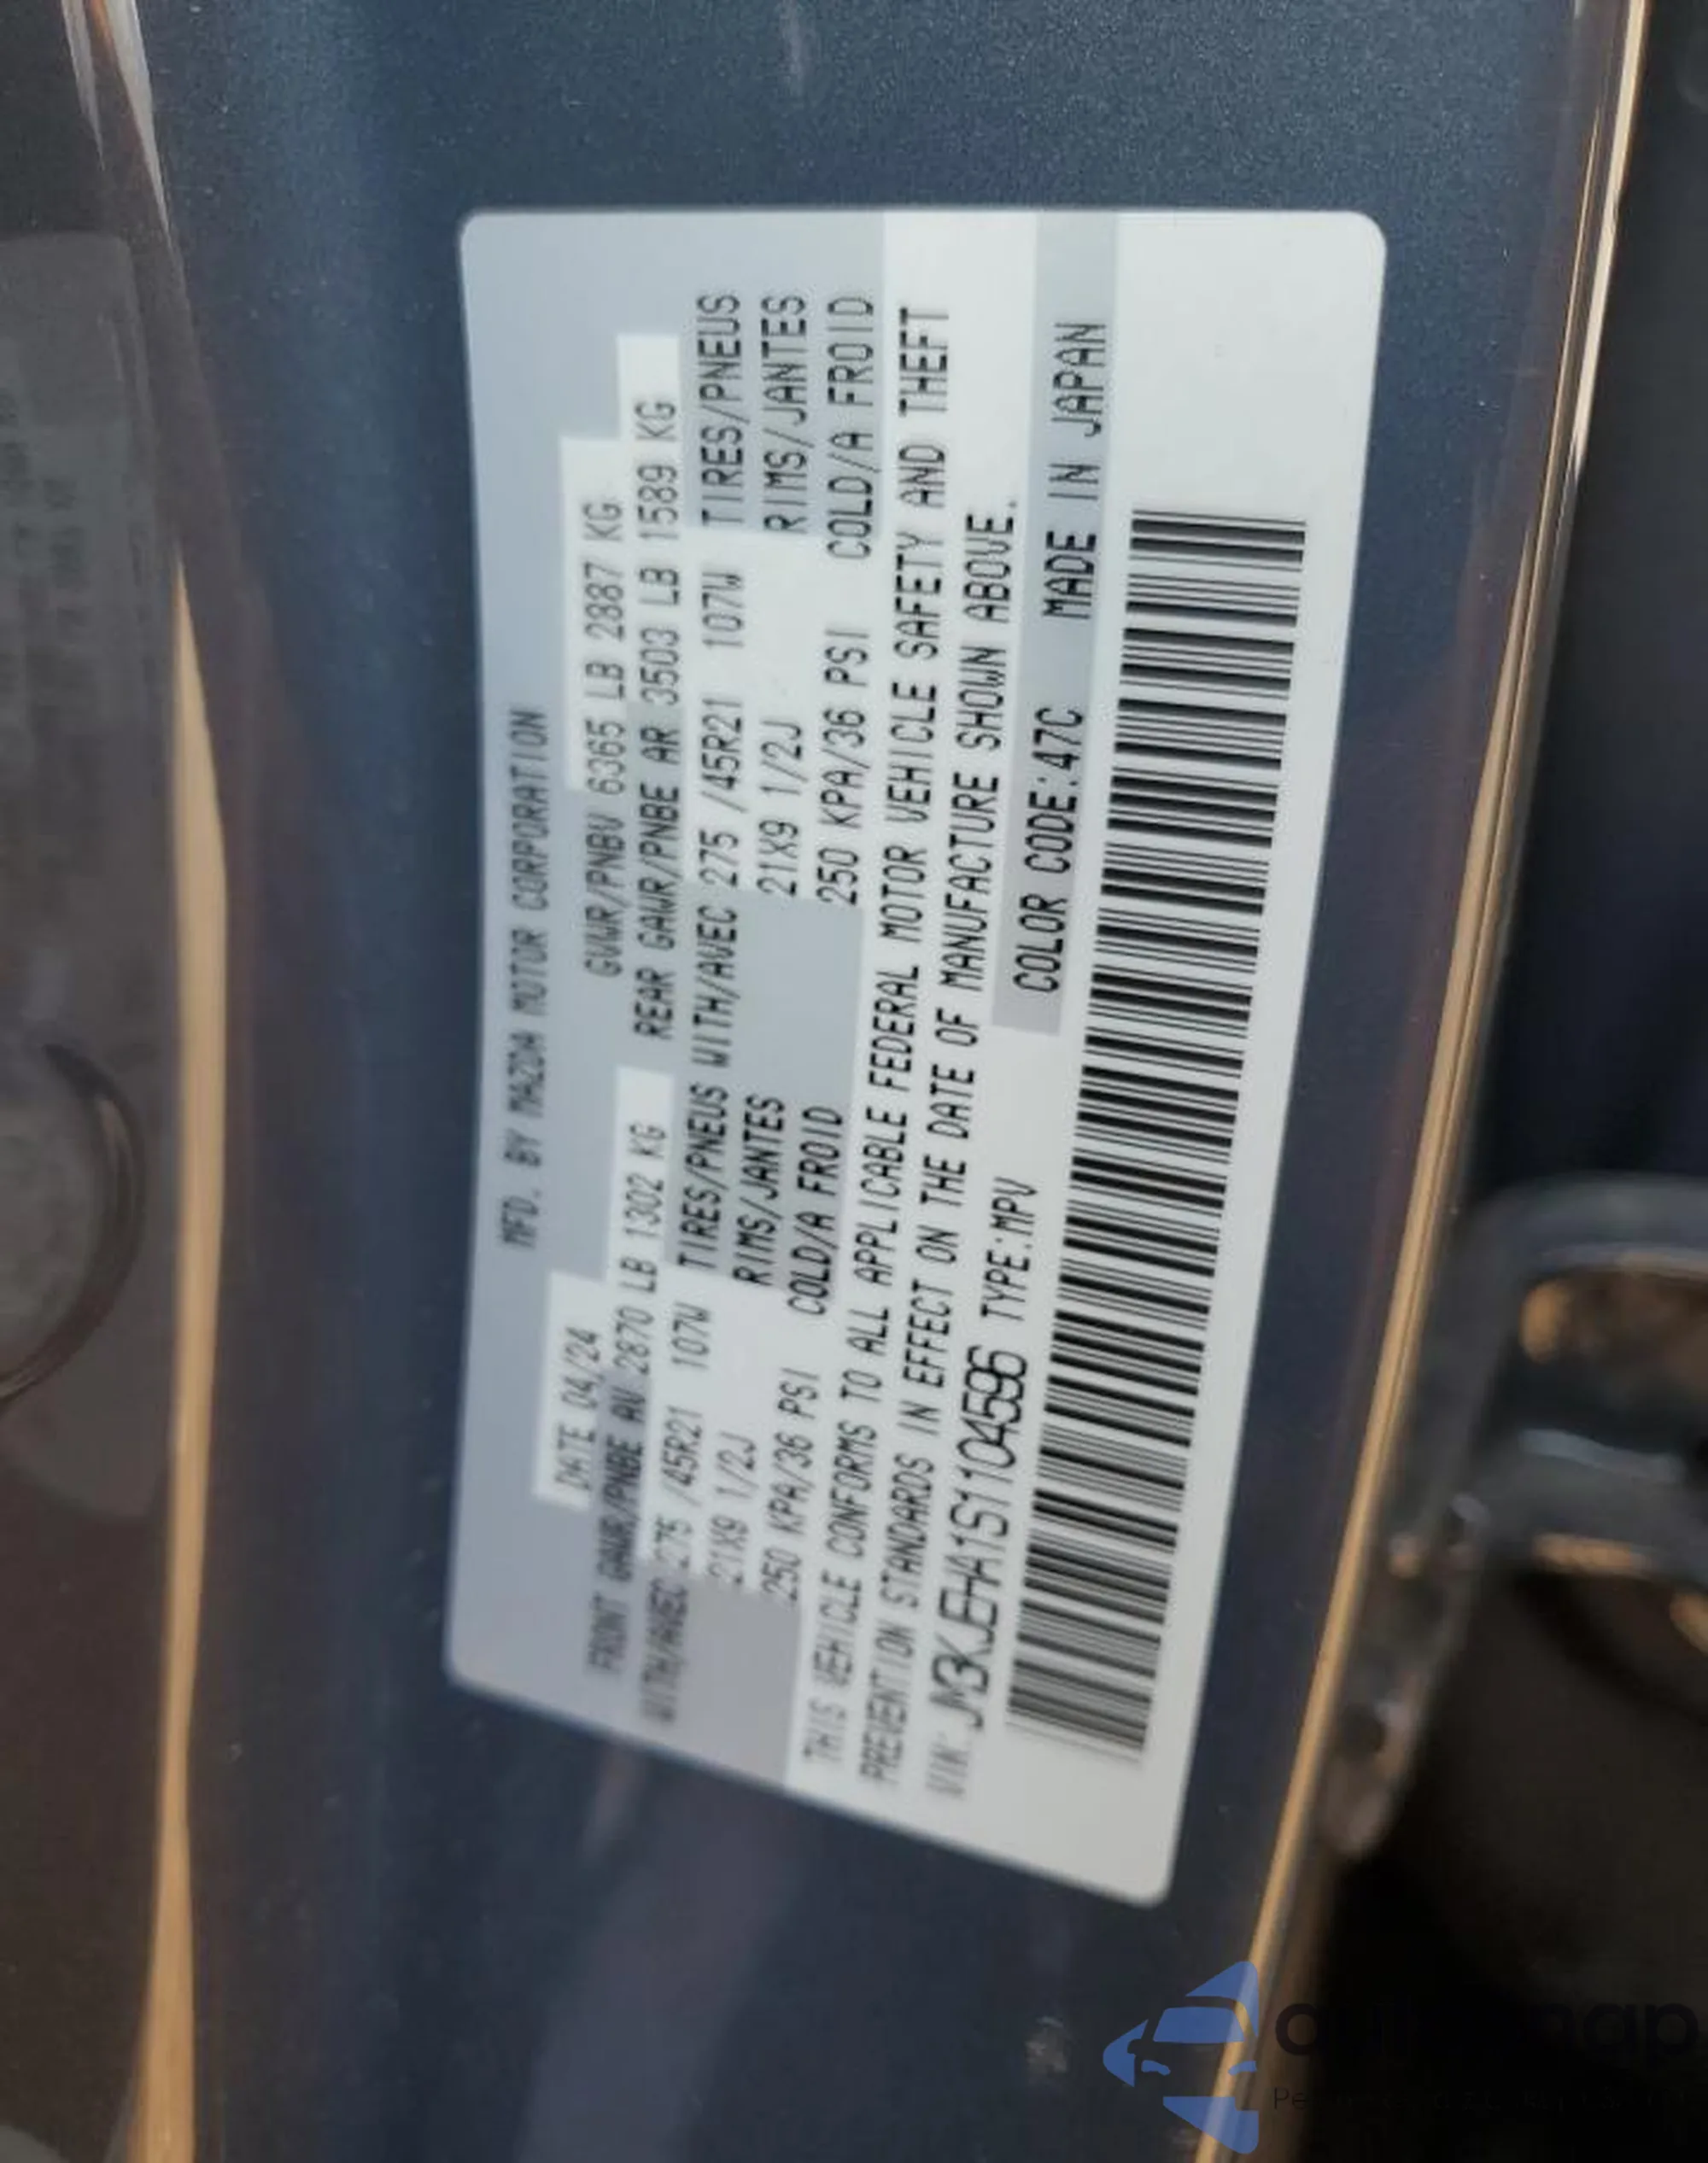 MFD. BY MAZDA MOTOR CORPORATION
DATE 04/24 GVWR/PNBV 6365 LB 2887 KG
FRONT GAWR/PNBE AV 2870 LB 1302 KG REAR GAWR/PNBE AR 3503 LB 1589 KG
WITH/AVEC 275 /45R21 107W TIRES/PNEUS WITH/AVEC 275 /45R21 107W TIRES/PNEUS
21X9 1/2J RIMS/JANTES 21X9 1/2J RIMS/JANTES
250 KPA/36 PSI COLD/A FROID 250 KPA/36 PSI COLD/A FROID
THIS VEHICLE CONFORMS TO ALL APPLICABLE FEDERAL MOTOR VEHICLE SAFETY AND THEFT
PREVENTION STANDARDS IN EFFECT ON THE DATE OF MANUFACTURE SHOWN ABOVE.
VIN: JM3KJEHA1S1104596 TYPE:MPV COLOR CODE:47C MADE IN JAPAN